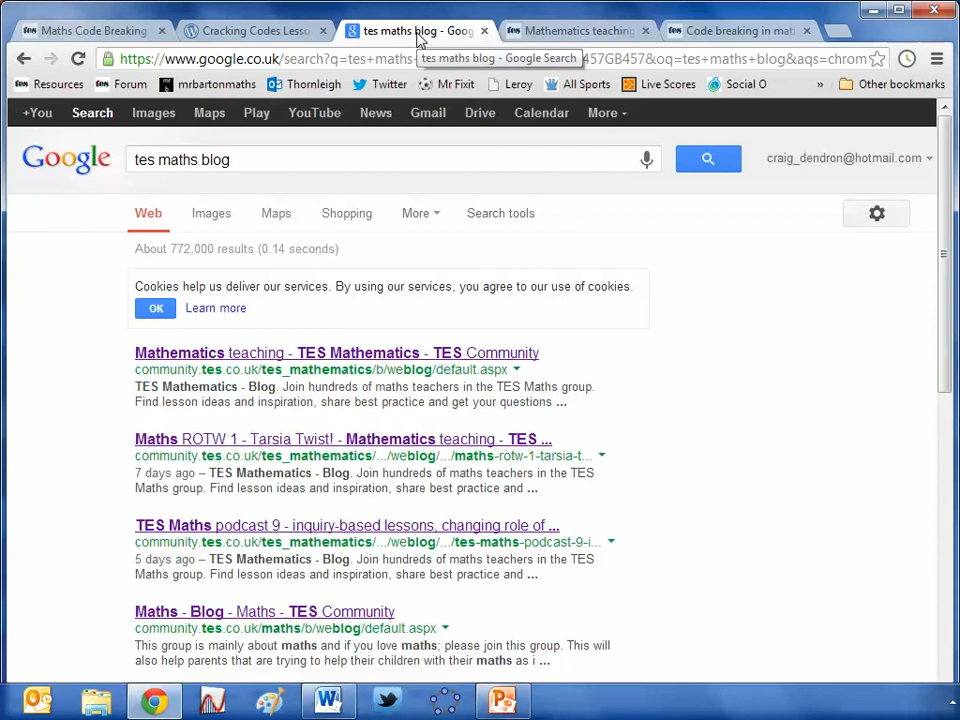 tes Maths Code Breaking
Cracking Codes Lesso
tes maths blog - Goog
tes Mathematics teaching
tes Code breaking in mat
https://www.google.co.uk/search?q=tes+maths
457GB457&oq=tes+maths+blog&aqs=chrom
tes maths blog - Google Search
tes Resources
tes Forum
mrbartonmaths
Thornleigh
Twitter
Mr Fixit
Leroy
All Sports
Live Scores
Social O
»
Other bookmarks
+You Search Images Maps Play YouTube News Gmail Drive Calendar More
Google
tes maths blog
craig_dendron@hotmail.com
Web Images Maps Shopping More Search tools
About 772,000 results (0.14 seconds)
Cookies help us deliver our services. By using our services, you agree to our use of cookies.
OK Learn more
Mathematics teaching - TES Mathematics - TES Community
community.tes.co.uk/tes_mathematics/b/weblog/default.aspx
TES Mathematics - Blog. Join hundreds of maths teachers in the TES Maths group.
Find lesson ideas and inspiration, share best practice and get your questions ...
Maths ROTW 1 - Tarsia Twist! - Mathematics teaching - TES ...
community.tes.co.uk/tes_mathematics/.../weblog/.../maths-rotw-1-tarsia-t...
7 days ago – TES Mathematics - Blog. Join hundreds of maths teachers in the TES
Maths group. Find lesson ideas and inspiration, share best practice and ...
TES Maths podcast 9 - inquiry-based lessons, changing role of ...
community.tes.co.uk/tes_mathematics/.../weblog/.../tes-maths-podcast-9-i...
5 days ago – TES Mathematics - Blog. Join hundreds of maths teachers in the TES
Maths group. Find lesson ideas and inspiration, share best practice and ...
Maths - Blog - Maths - TES Community
community.tes.co.uk/maths/b/weblog/default.aspx
This group is mainly about maths and if you love maths; please join this group. This will
also help parents that are trying to help their children with their maths as i ...